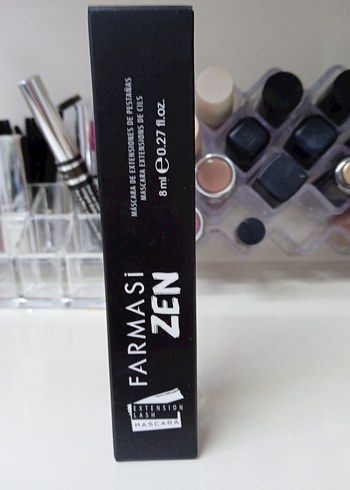 MÁSCARA DE EXTENSIONES DE PESTAÑAS
MASCARA EXTENSIONS DE CILS
8 ml ℮ 0.27 fl.oz.
FARMASi
ZEN
EXTENSION
LASH
MASCARA